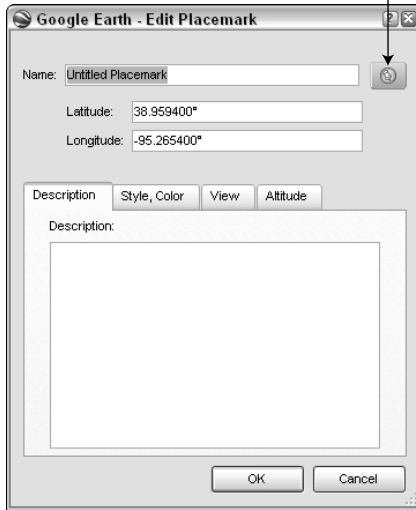 Google Earth - Edit Placemark
Name: Untitled Placemark
Latitude: 38.959400°
Longitude: -95.265400°
Description Style, Color View Altitude
Description:
OK Cancel